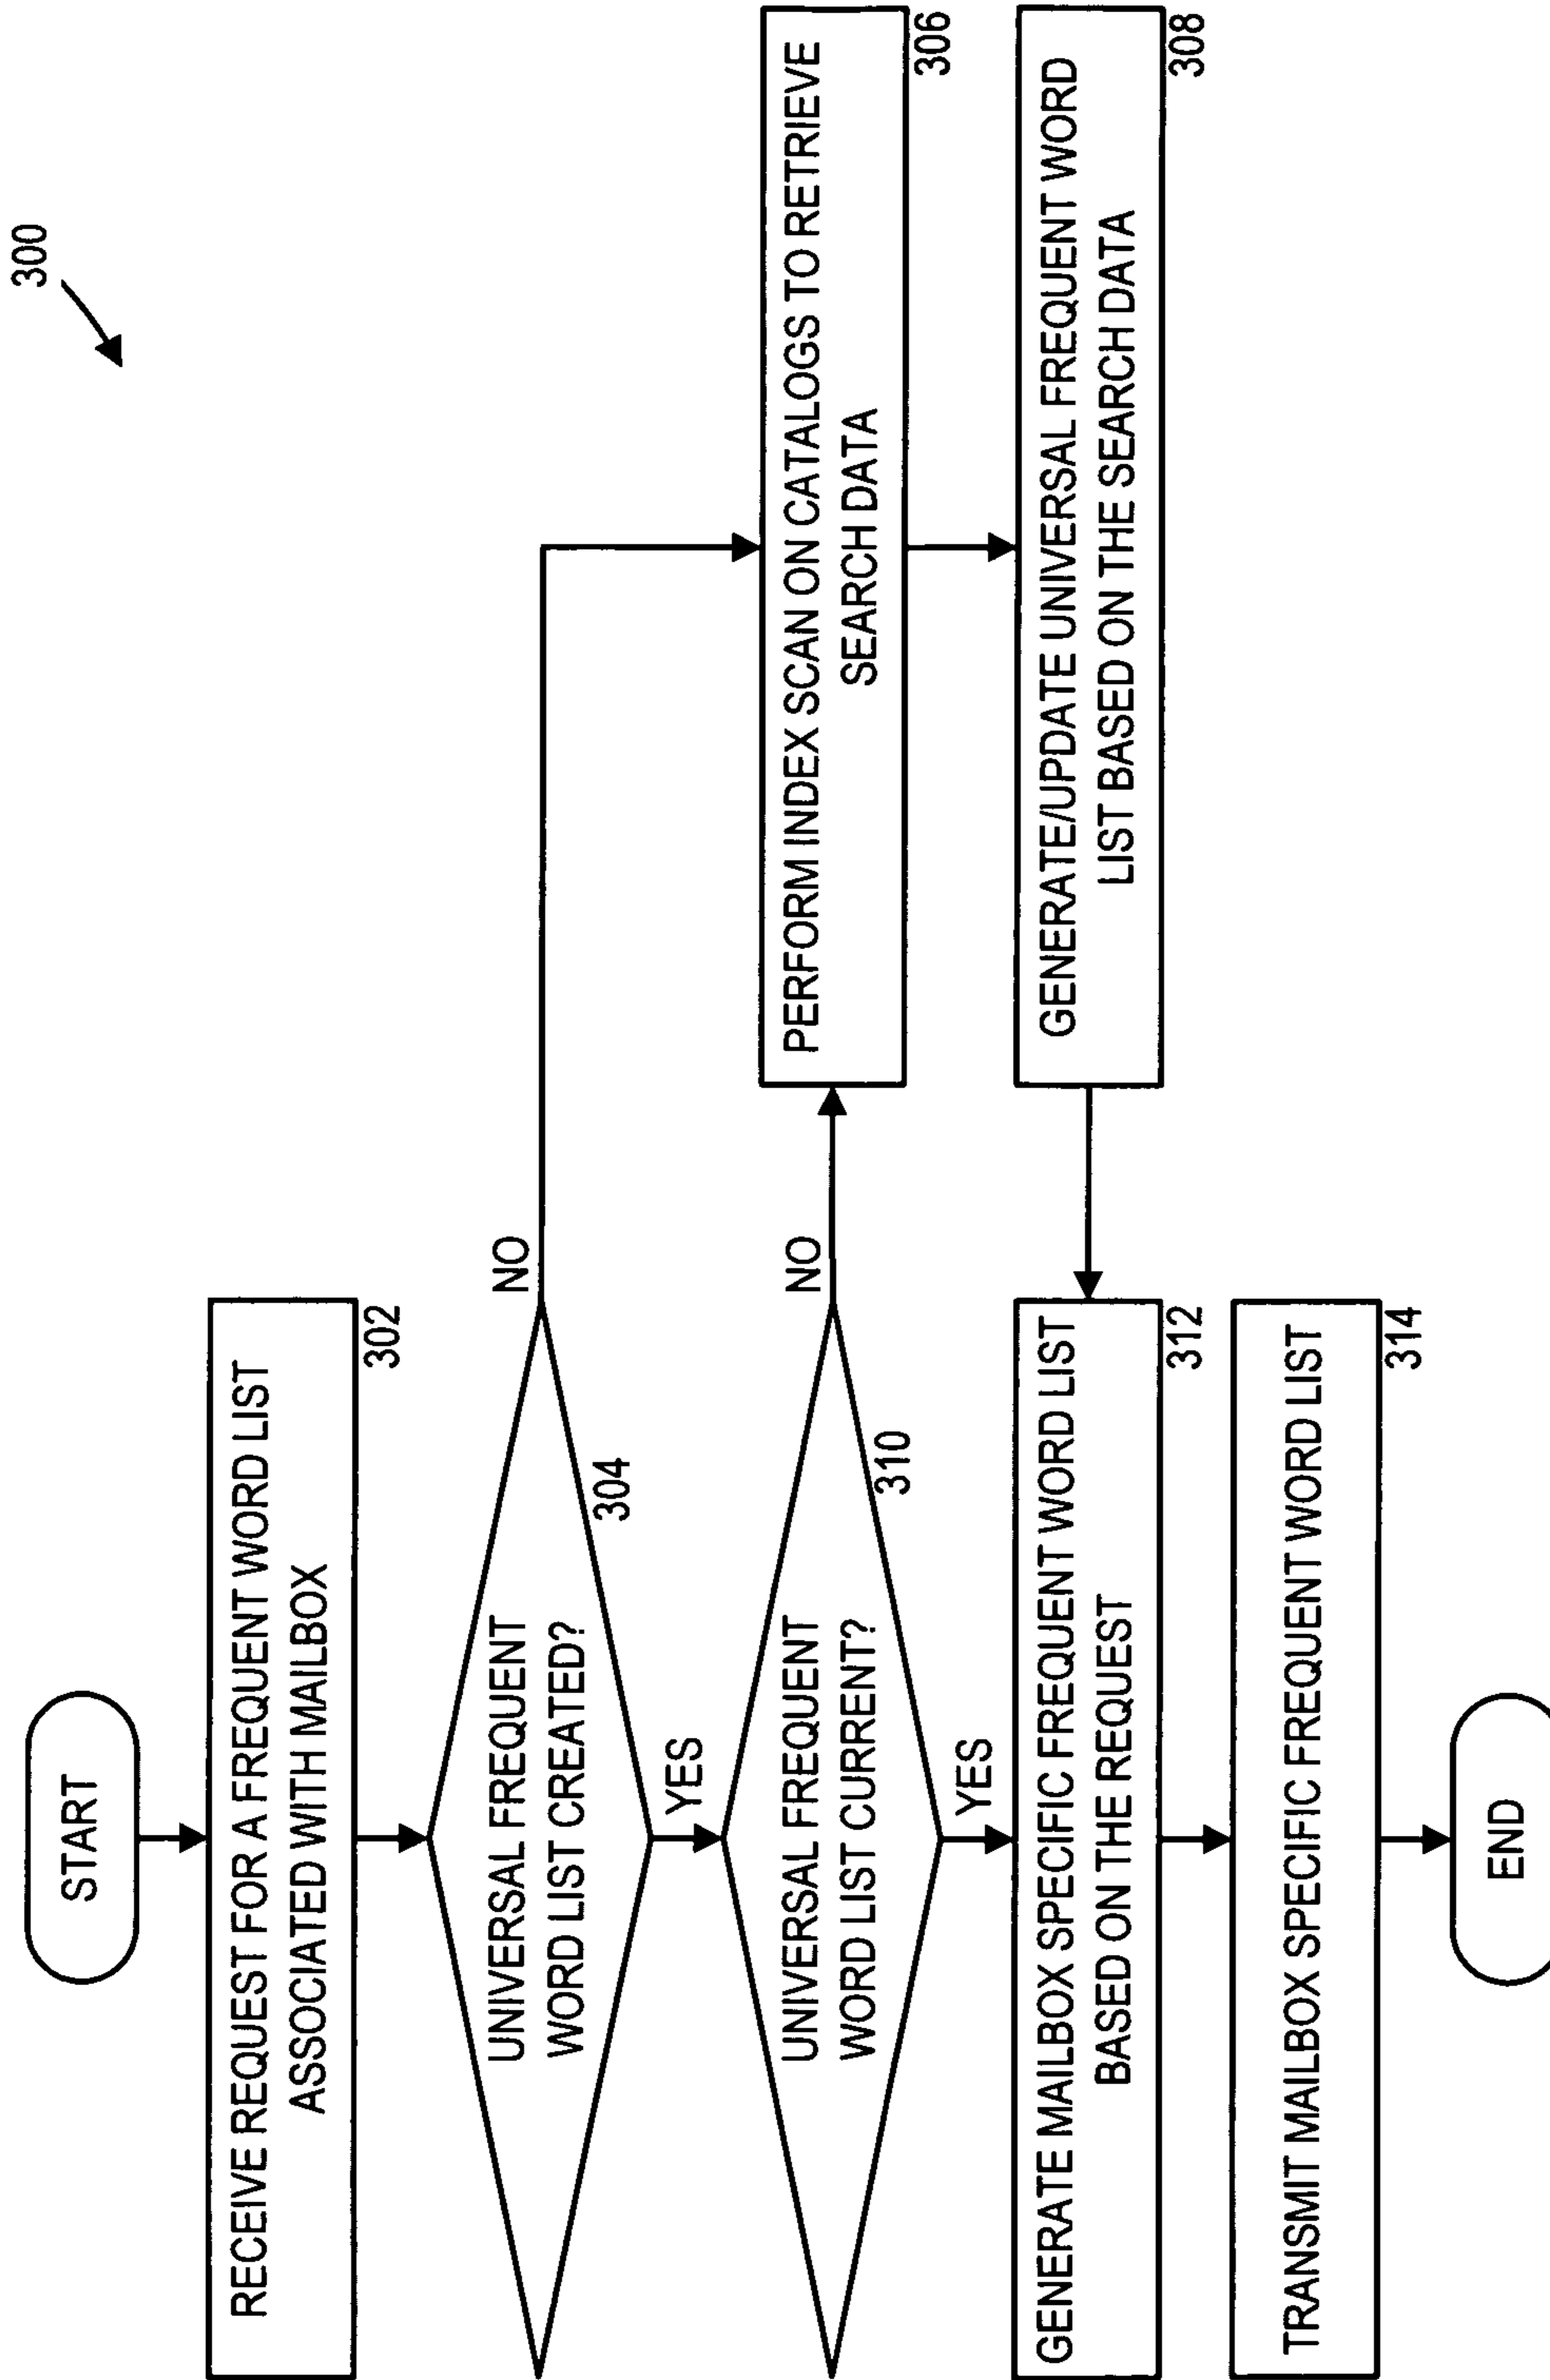 300
START
RECEIVE REQUEST FOR A FREQUENT WORD LIST
ASSOCIATED WITH MAILBOX
302
UNIVERSAL FREQUENT
WORD LIST CREATED?
304
NO
YES
PERFORM INDEX SCAN ON CATALOGS TO RETRIEVE
SEARCH DATA
306
UNIVERSAL FREQUENT
WORD LIST CURRENT?
310
NO
YES
GENERATE/UPDATE UNIVERSAL FREQUENT WORD
LIST BASED ON THE SEARCH DATA
308
GENERATE MAILBOX SPECIFIC FREQUENT WORD LIST
BASED ON THE REQUEST
312
TRANSMIT MAILBOX SPECIFIC FREQUENT WORD LIST
314
END